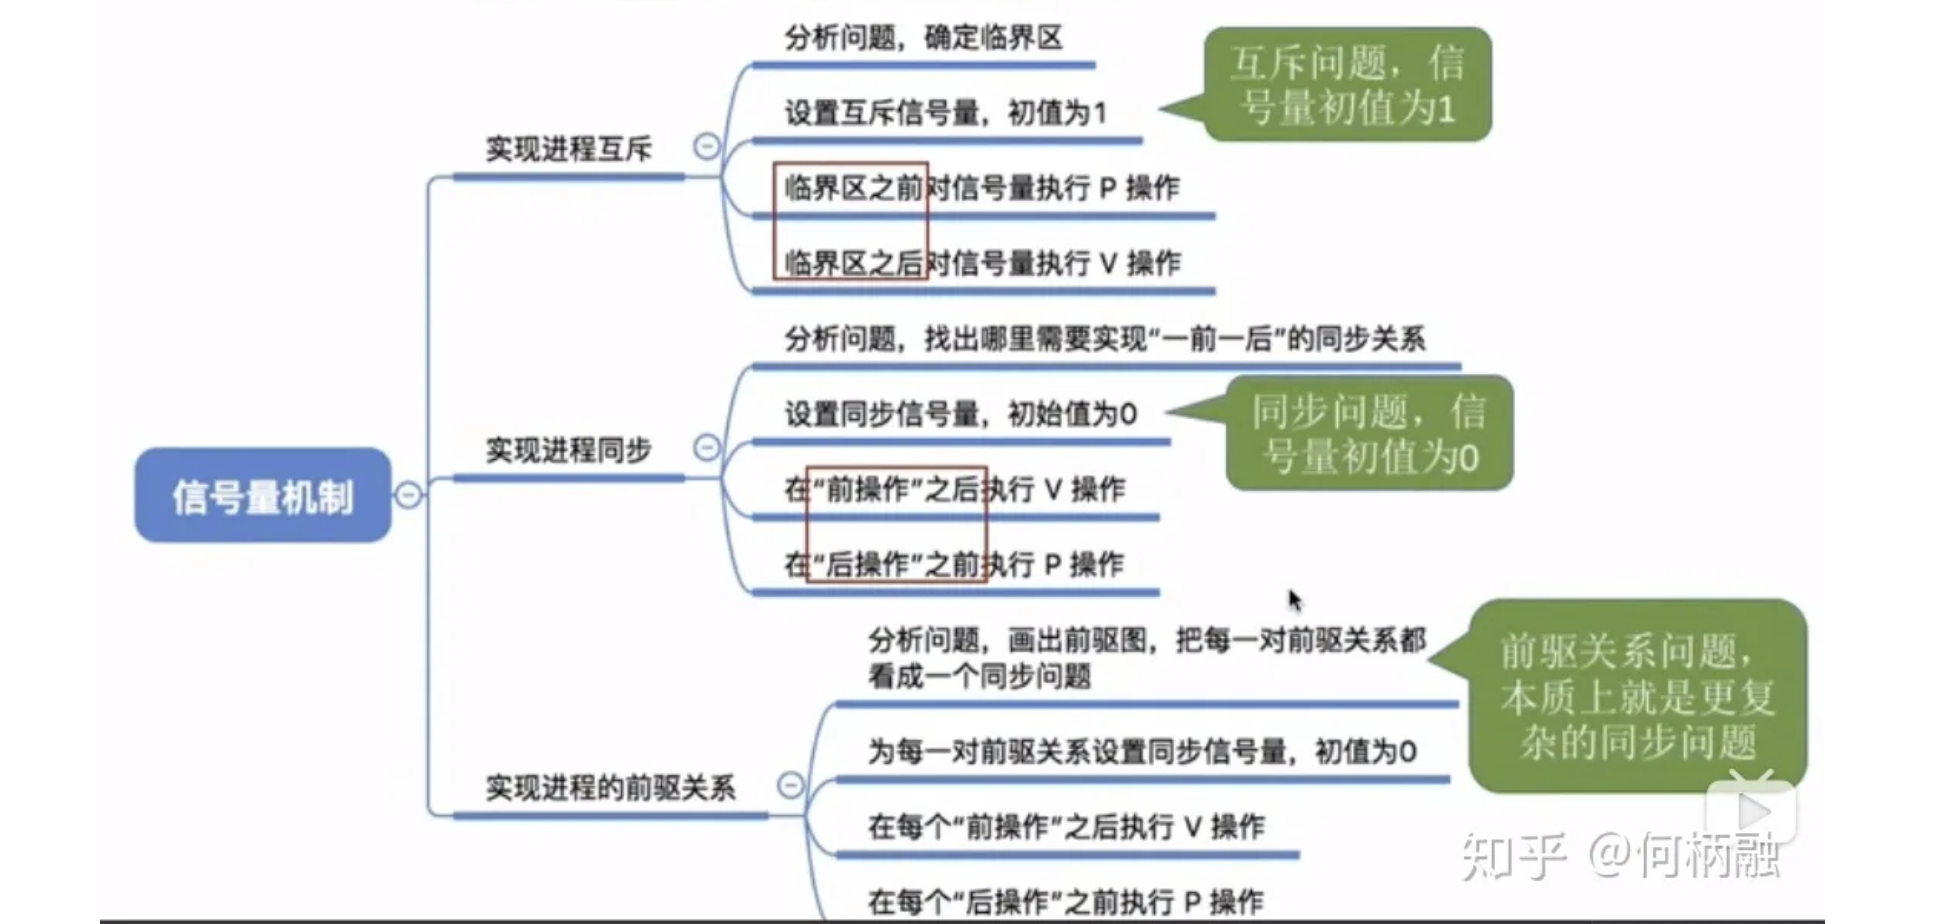 分析问题，确定临界区
设置互斥信号量，初值为1
互斥问题，信
号量初值为1
实现进程互斥
临界区之前对信号量执行 P 操作
临界区之后对信号量执行 V 操作
分析问题，找出哪里需要实现“一前一后”的同步关系
设置同步信号量，初始值为0
同步问题，信
号量初值为0
实现进程同步
在“前操作”之后执行 V 操作
在“后操作”之前执行 P 操作
信号量机制
分析问题，画出前驱图，把每一对前驱关系都
看成一个同步问题
前驱关系问题，
本质上就是更复
杂的同步问题
为每一对前驱关系设置同步信号量，初值为0
实现进程的前驱关系
在每个“前操作”之后执行 V 操作
在每个“后操作”之前执行 P 操作
知乎 @何柄融